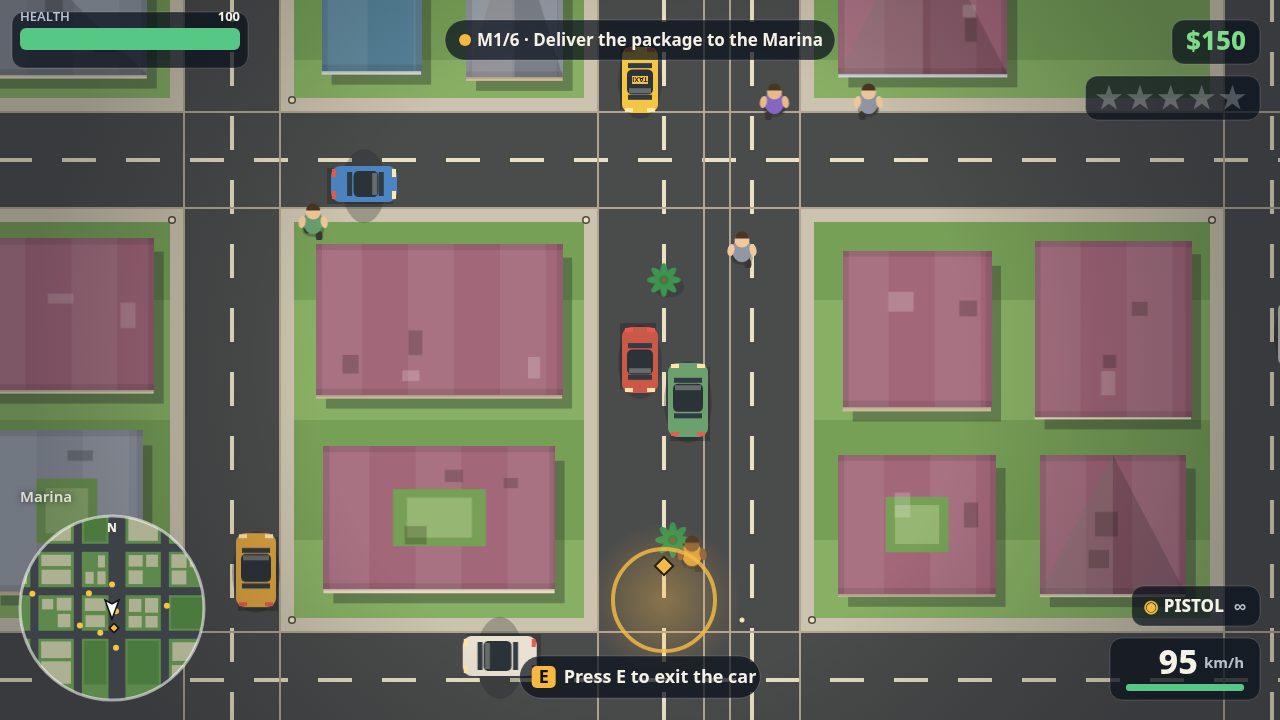 HEALTH 100
M1/6 · Deliver the package to the Marina
$150
TAXI
Marina
N
PISTOL ∞
95 km/h
E Press E to exit the car